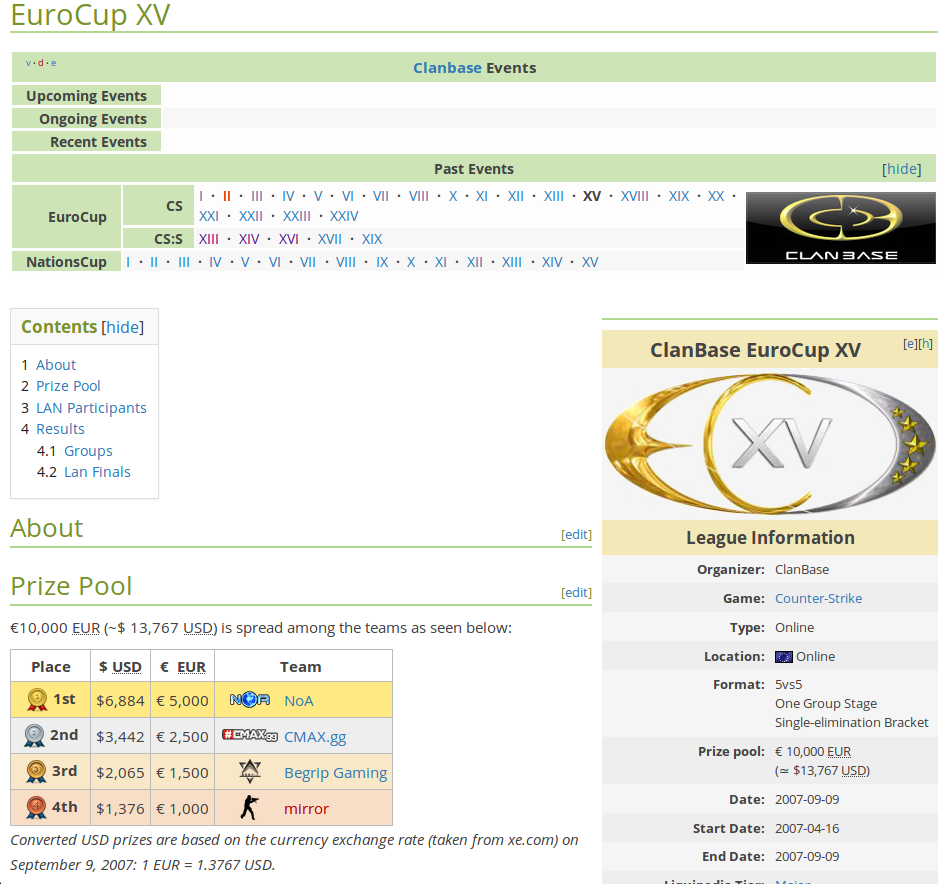 EuroCup XV
v · d · e
Clanbase Events
Upcoming Events
Ongoing Events
Recent Events
Past Events
[hide]
EuroCup
CS
I · II · III · IV · V · VI · VII · VIII · X · XI · XII · XIII · XV · XVIII · XIX · XX ·
XXI · XXII · XXIII · XXIV
CS:S
XIII · XIV · XVI · XVII · XIX
NationsCup
I · II · III · IV · V · VI · VII · VIII · IX · X · XI · XII · XIII · XIV · XV
CLANBASE
Contents [hide]
1 About
2 Prize Pool
3 LAN Participants
4 Results
4.1 Groups
4.2 Lan Finals
About
[edit]
Prize Pool
[edit]
€10,000 EUR (~$ 13,767 USD) is spread among the teams as seen below:
Place $ USD € EUR Team
1st $6,884 € 5,000 NoA NoA
2nd $3,442 € 2,500 #CMAX.gg CMAX.gg
3rd $2,065 € 1,500 Begrip Gaming
4th $1,376 € 1,000 mirror
Converted USD prizes are based on the currency exchange rate (taken from xe.com) on
September 9, 2007: 1 EUR = 1.3767 USD.
ClanBase EuroCup XV
[e][h]
XV
League Information
Organizer: ClanBase
Game: Counter-Strike
Type: Online
Location: Online
Format: 5vs5
One Group Stage
Single-elimination Bracket
Prize pool: € 10,000 EUR
(≃ $13,767 USD)
Date: 2007-09-09
Start Date: 2007-04-16
End Date: 2007-09-09
Liquipedia Tier: Major